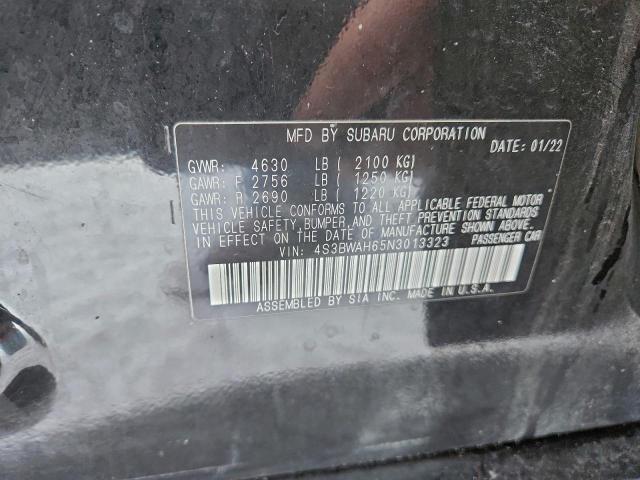 MFD BY SUBARU CORPORATION DATE: 01/22
GVWR: 4630 LB ( 2100 KG)
GAWR: F 2756 LB ( 1250 KG)
GAWR: R 2690 LB ( 1220 KG)
THIS VEHICLE CONFORMS TO ALL APPLICABLE FEDERAL MOTOR
VEHICLE SAFETY, BUMPER, AND THEFT PREVENTION STANDARDS
IN EFFECT ON THE DATE OF MANUFACTURE SHOWN ABOVE.
VIN: 4S3BWAH65N3013323 PASSENGER CAR
ASSEMBLED BY SIA INC. MADE IN U.S.A.